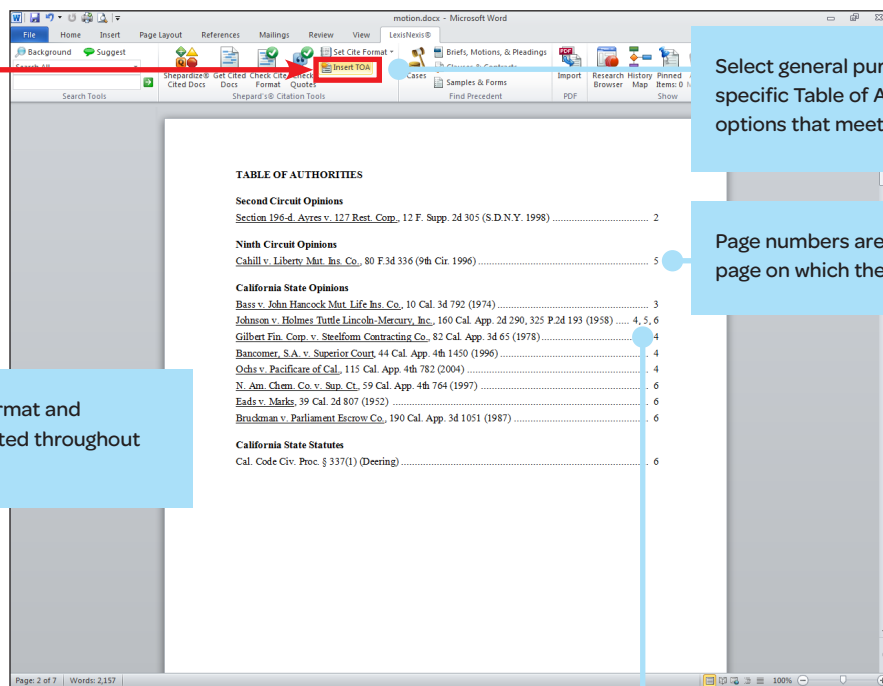 motion.docx - Microsoft Word
File Home Insert Page Layout References Mailings Review View LexisNexis®
Background Suggest
Search Tools
Shepardize® Cited Docs
Get Cited Docs
Check Cite Format
Quotes
Set Cite Format
Insert TOA
Shepard's® Citation Tools
Cases
Briefs, Motions, & Pleadings
Samples & Forms
Find Precedent
Import
PDF
Research Browser
History Map
Pinned Items: 0
Show
Select general pur
specific Table of A
options that meet
TABLE OF AUTHORITIES
Second Circuit Opinions
Section 196-d. Ayres v. 127 Rest. Corp., 12 F. Supp. 2d 305 (S.D.N.Y. 1998) ..... 2
Ninth Circuit Opinions
Cahill v. Liberty Mut. Ins. Co., 80 F.3d 336 (9th Cir. 1996) ..... 5
Page numbers are
page on which the
California State Opinions
Bass v. John Hancock Mut. Life Ins. Co., 10 Cal. 3d 792 (1974) ..... 3
Johnson v. Holmes Tuttle Lincoln-Mercury, Inc., 160 Cal. App. 2d 290, 325 P.2d 193 (1958) ..... 4, 5, 6
Gilbert Fin. Corp. v. Steelform Contracting Co., 82 Cal. App. 3d 65 (1978) ..... 4
Bancomer, S.A. v. Superior Court, 44 Cal. App. 4th 1450 (1996) ..... 4
Ochs v. Pacificare of Cal., 115 Cal. App. 4th 782 (2004) ..... 4
N. Am. Chem. Co. v. Sup. Ct., 59 Cal. App. 4th 764 (1997) ..... 6
Eads v. Marks, 39 Cal. 2d 807 (1952) ..... 6
Bruckman v. Parliament Escrow Co., 190 Cal. App. 3d 1051 (1987) ..... 6
rmat and
ted throughout
California State Statutes
Cal. Code Civ. Proc. § 337(1) (Deering) ..... 6
Page: 2 of 7 Words: 2,157
100%